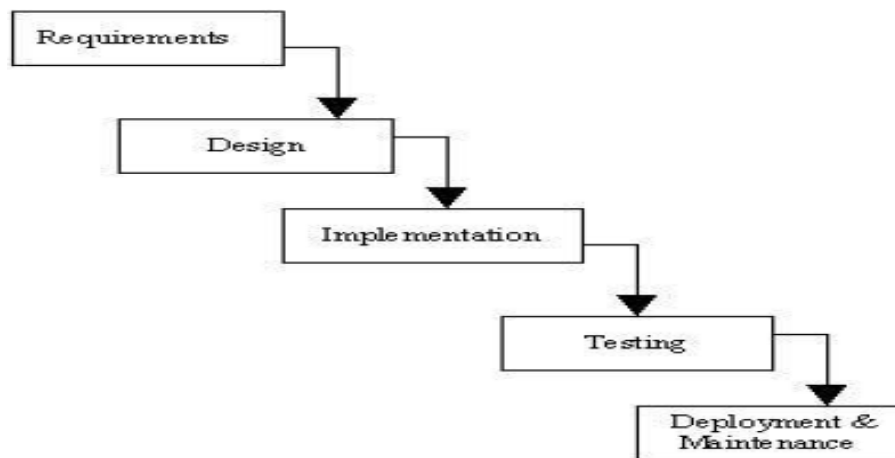 Requirements
Design
Implementation
Testing
Deployment &
Maintenance